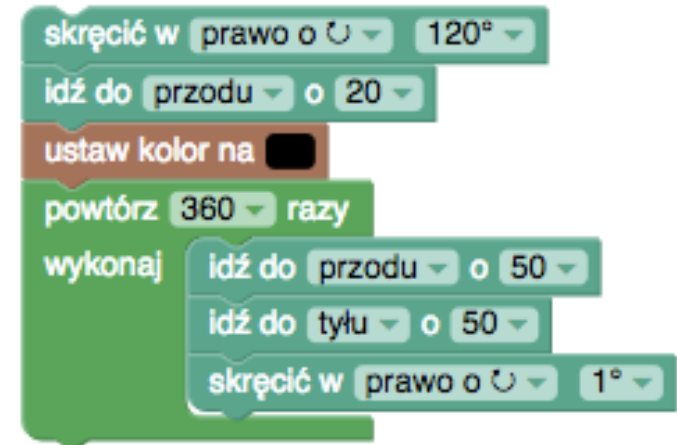 skręcić w prawo o ↻ 120°
idź do przodu o 20
ustaw kolor na
powtórz 360 razy
wykonaj idź do przodu o 50
idź do tyłu o 50
skręcić w prawo o ↻ 1°